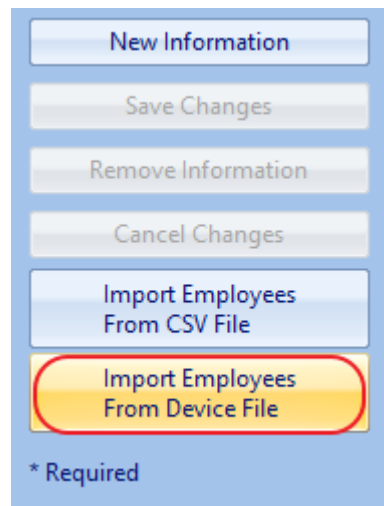 New Information
Save Changes
Remove Information
Cancel Changes
Import Employees
From CSV File
Import Employees
From Device File
* Required